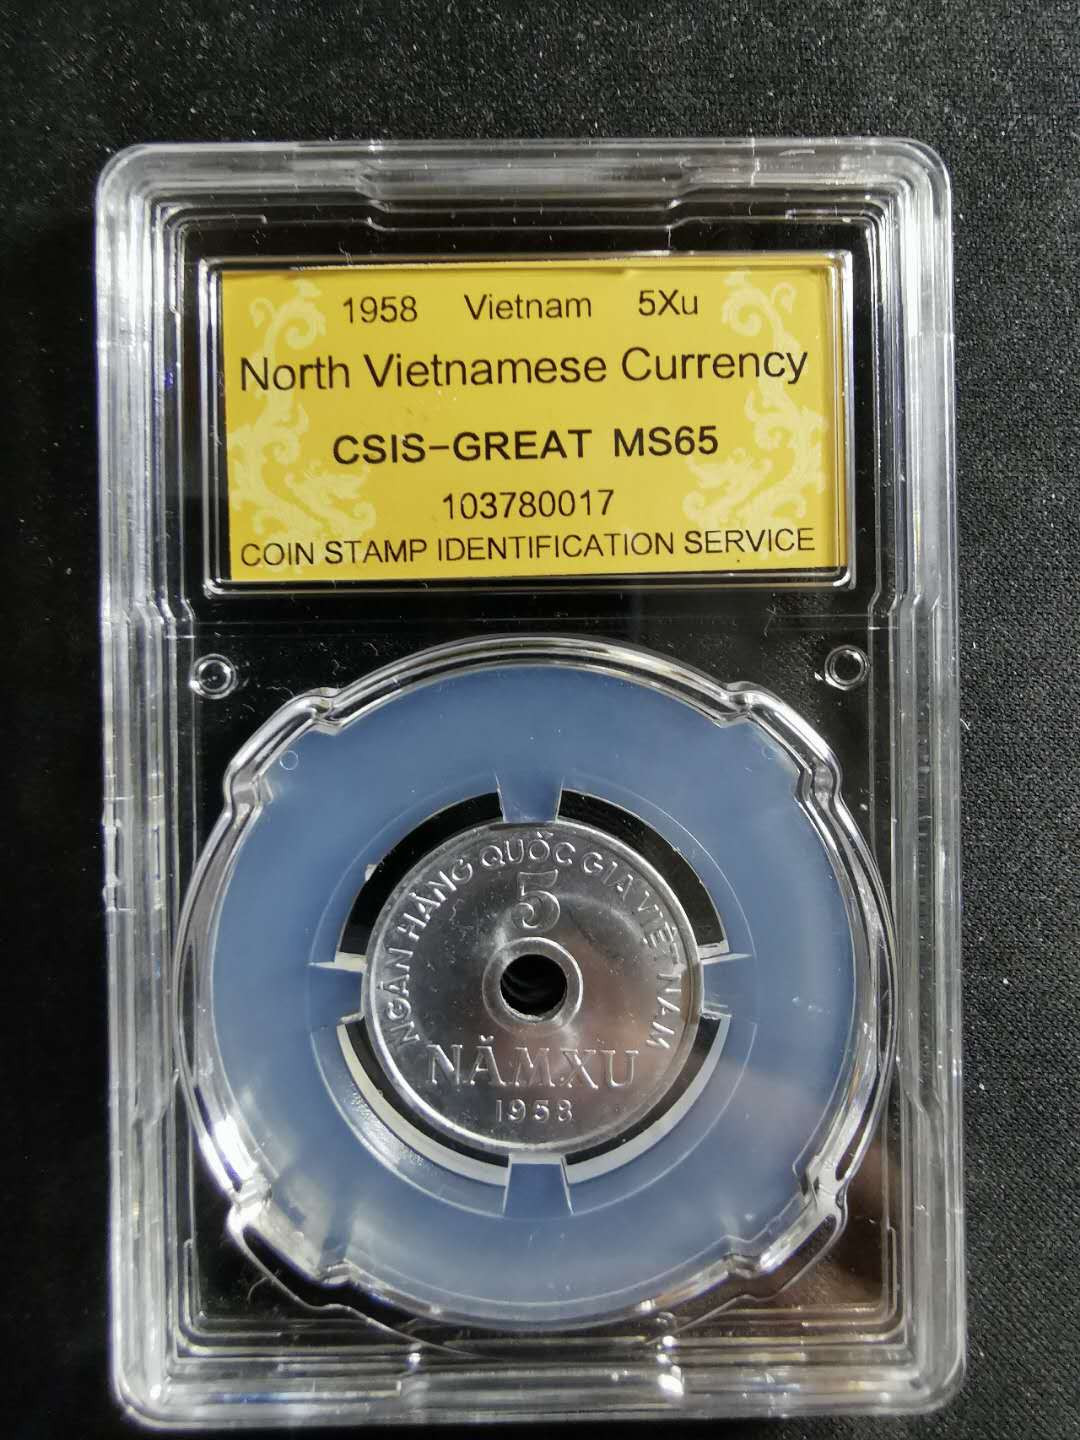 1958 Vietnam 5Xu
North Vietnamese Currency
CSIS-GREAT MS65
103780017
COIN STAMP IDENTIFICATION SERVICE
NGÂN HÀNG QUỐC GIA VIỆT NAM
5
NĂM XU
1958